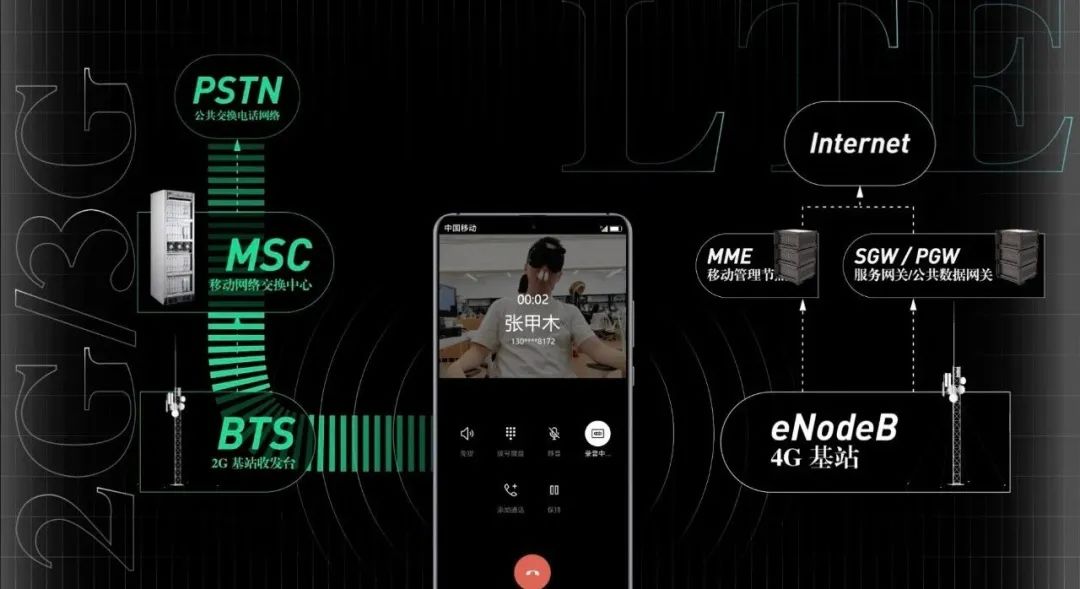 2G/3G
LTE
PSTN
公共交换电话网络
MSC
移动网络交换中心
BTS
2G 基站收发台
中国移动
00:02
张甲木
130****8172
免提
拨号键盘
静音
录音中...
添加通话
保持
Internet
MME
移动管理节
SGW / PGW
服务网关/公共数据网关
eNodeB
4G 基站